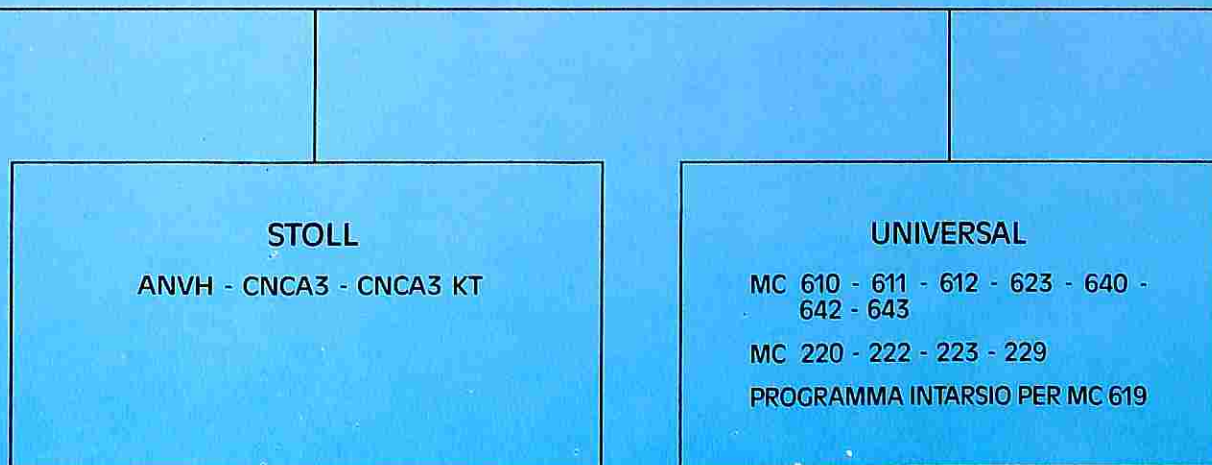 STOLL
ANVH - CNCA3 - CNCA3 KT
UNIVERSAL
MC 610 - 611 - 612 - 623 - 640 -
642 - 643
MC 220 - 222 - 223 - 229
PROGRAMMA INTARSIO PER MC 619